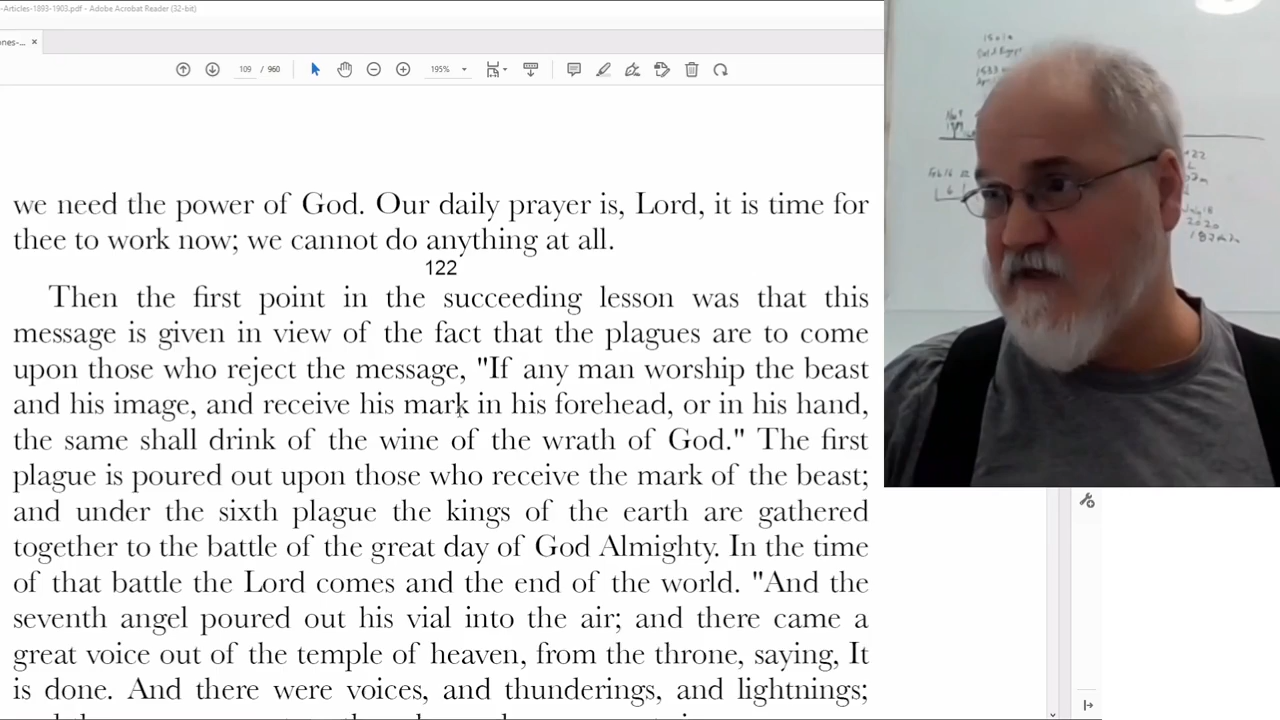 -Articles-1893-1903.pdf - Adobe Acrobat Reader (32-bit)
ones-... ×
109 / 960
195%
we need the power of God. Our daily prayer is, Lord, it is time for
thee to work now; we cannot do anything at all.
122
Then the first point in the succeeding lesson was that this
message is given in view of the fact that the plagues are to come
upon those who reject the message, "If any man worship the beast
and his image, and receive his mark in his forehead, or in his hand,
the same shall drink of the wine of the wrath of God." The first
plague is poured out upon those who receive the mark of the beast;
and under the sixth plague the kings of the earth are gathered
together to the battle of the great day of God Almighty. In the time
of that battle the Lord comes and the end of the world. "And the
seventh angel poured out his vial into the air; and there came a
great voice out of the temple of heaven, from the throne, saying, It
is done. And there were voices, and thunderings, and lightnings;
July 18
2020